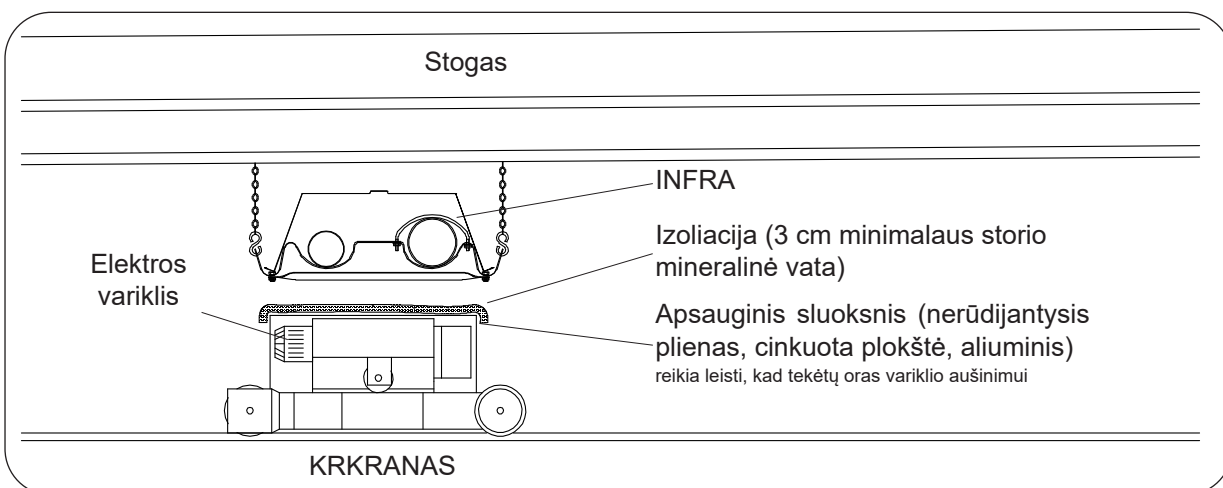 Stogas
INFRA
Izoliacija (3 cm minimalaus storio
mineralinė vata)
Elektros
variklis
Apsauginis sluoksnis (nerūdijantysis
plienas, cinkuota plokštė, aliuminis)
reikia leisti, kad tekėtų oras variklio aušinimui
KRKRANAS